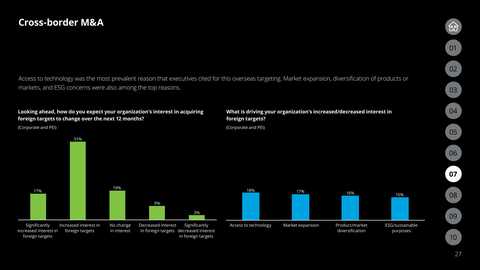 Cross-border M&A
Access to technology was the most prevalent reason that executives cited for this overseas targeting. Market expansion, diversification of products or
markets, and ESG concerns were also among the top reasons.
Looking ahead, how do you expect your organization's interest in acquiring
foreign targets to change over the next 12 months?
(Corporate and PEI)
17%
51%
19%
9%
3%
Significantly
increased interest in
foreign targets
Increased interest in
foreign targets
No change
in interest
Decreased interest
in foreign targets
Significantly
decreased interest
in foreign targets
What is driving your organization's increased/decreased interest in
foreign targets?
(Corporate and PEI)
18%
17%
16%
15%
Access to technology
Market expansion
Product/market
diversification
ESG/sustainable
purposes
01
02
03
04
05
06
07
08
09
10
27